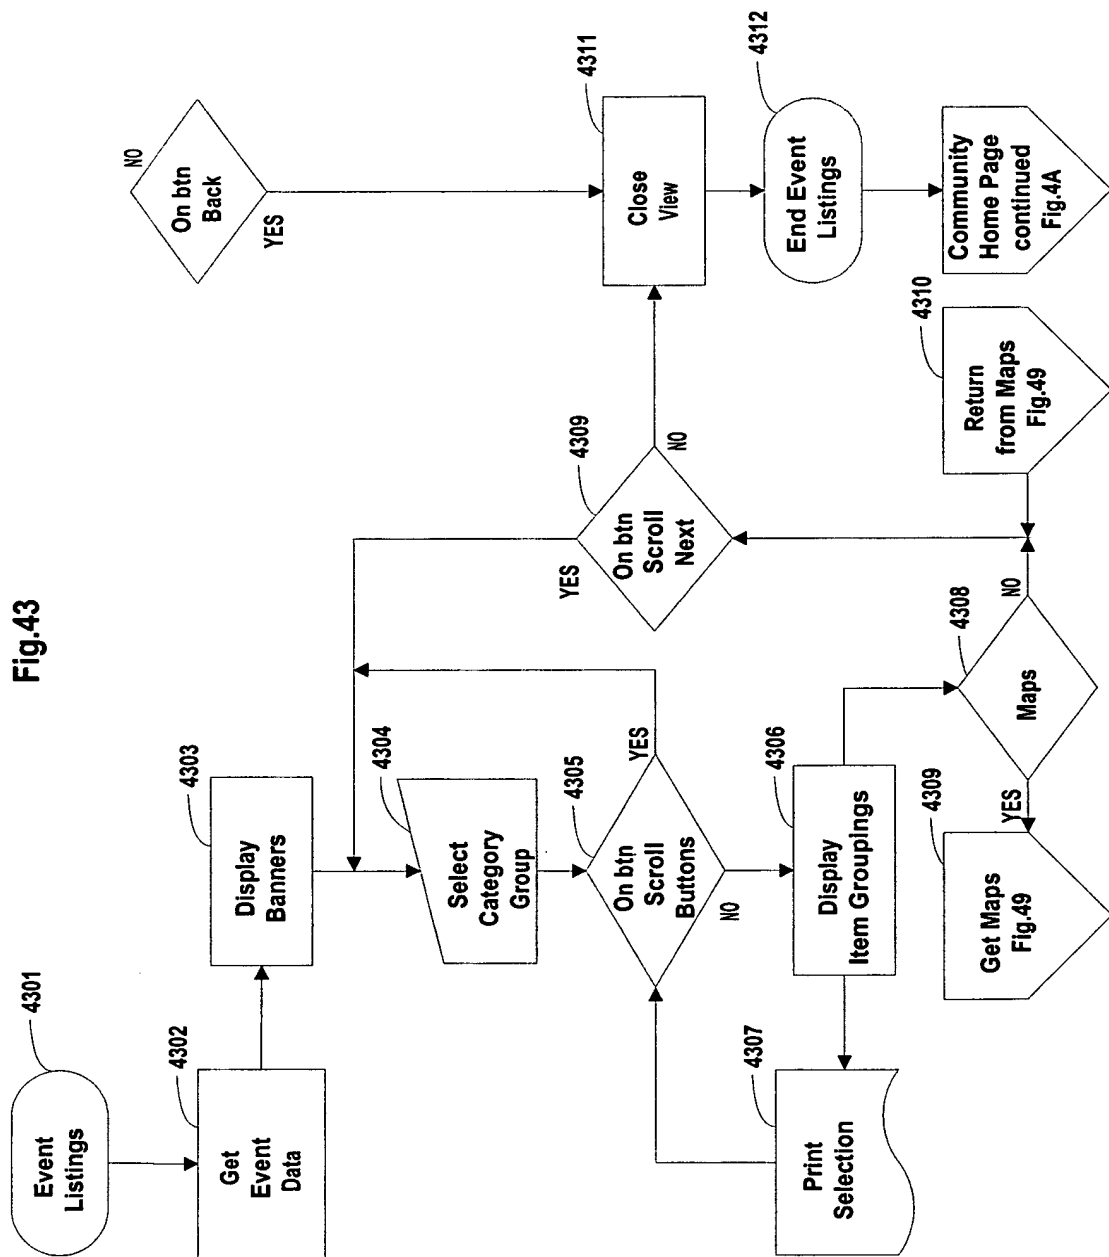 Fig.43
4301
Event
Listings
4302
Get
Event
Data
4303
Display
Banners
4304
Select
Category
Group
4305
On btn
Scroll
Buttons
YES
NO
4306
Display
Item Groupings
4307
Print
Selection
4308
Maps
YES
NO
4309
Get Maps
Fig.49
4310
Return
from Maps
Fig.49
4309
On btn
Scroll
Next
YES
NO
On btn
Back
NO
YES
4311
Close
View
4312
End Event
Listings
Community
Home Page
continued
Fig.4A